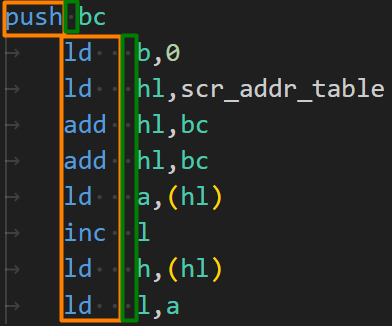 push bc
ld b,0
ld hl,scr_addr_table
add hl,bc
add hl,bc
ld a,(hl)
inc l
ld h,(hl)
ld l,a